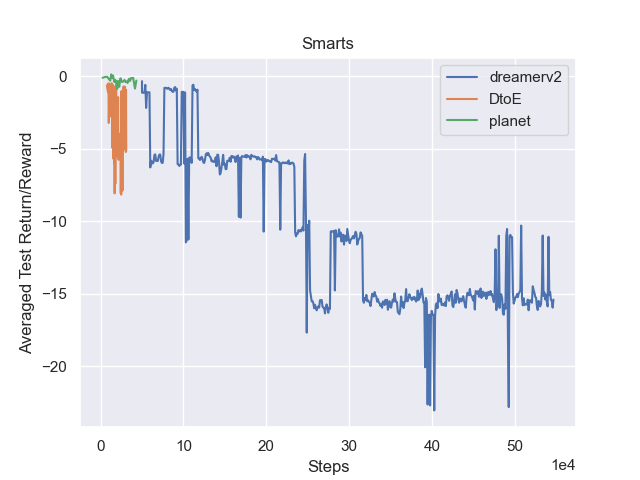 Smarts
Averaged Test Return/Reward
0
−5
−10
−15
−20
dreamerv2
DtoE
planet
0 10 20 30 40 50
1e4
Steps